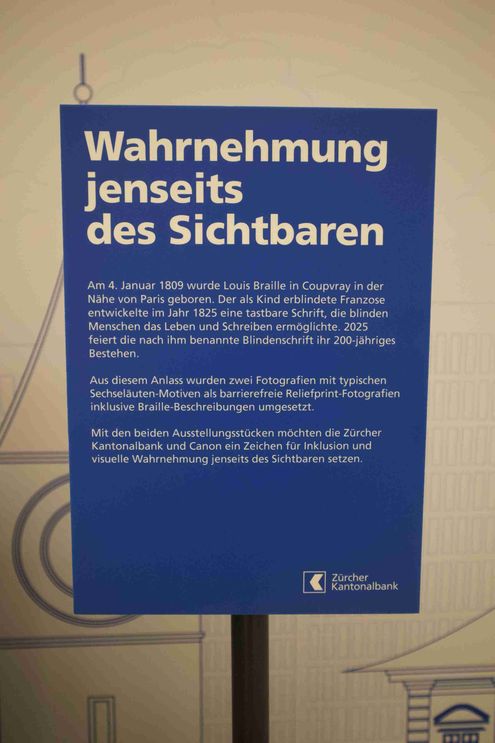 Wahrnehmung
jenseits
des Sichtbaren
Am 4. Januar 1809 wurde Louis Braille in Coupvray in der
Nähe von Paris geboren. Der als Kind erblindete Franzose
entwickelte im Jahr 1825 eine tastbare Schrift, die blinden
Menschen das Leben und Schreiben ermöglichte. 2025
feiert die nach ihm benannte Blindenschrift ihr 200-jähriges
Bestehen.
Aus diesem Anlass wurden zwei Fotografien mit typischen
Sechseläuten-Motiven als barrierefreie Reliefprint-Fotografien
inklusive Braille-Beschreibungen umgesetzt.
Mit den beiden Ausstellungsstücken möchten die Zürcher
Kantonalbank und Canon ein Zeichen für Inklusion und
visuelle Wahrnehmung jenseits des Sichtbaren setzen.
Zürcher
Kantonalbank